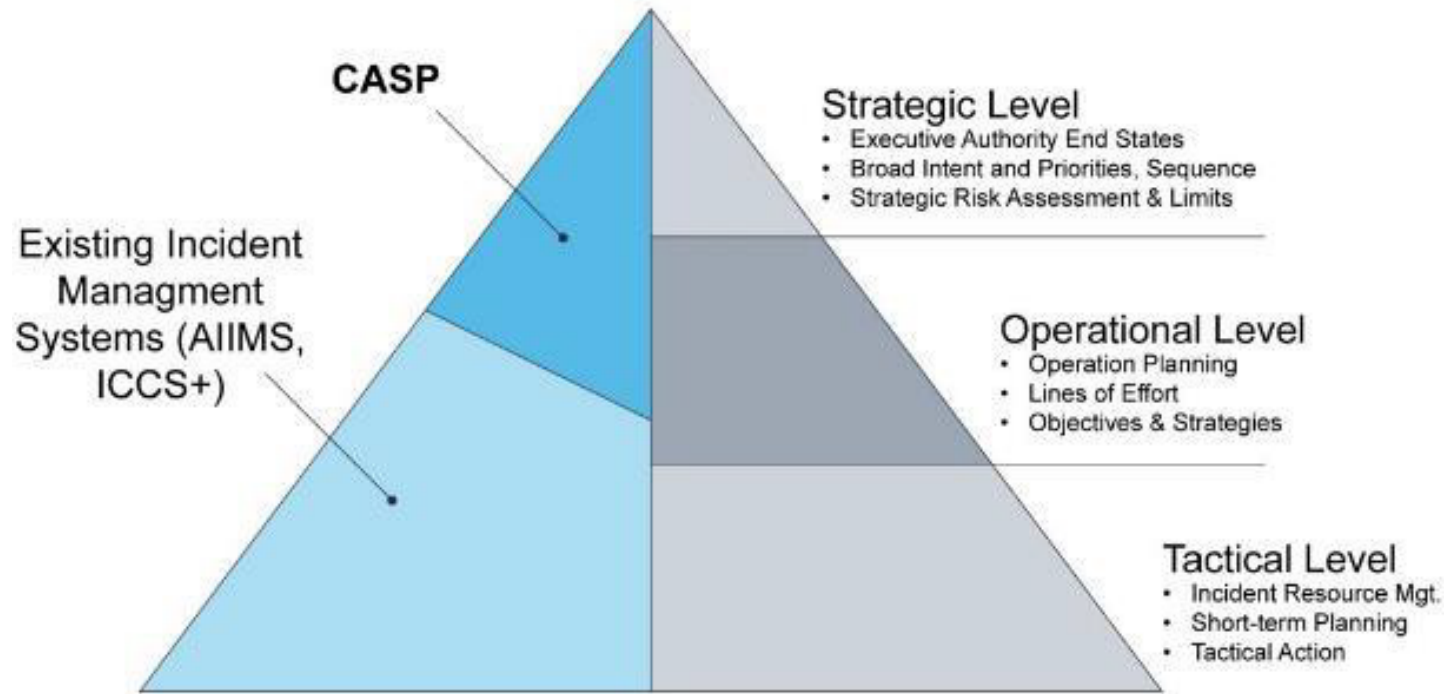 CASP
Existing Incident
Managment
Systems (AIIMS,
ICCS+)
Strategic Level
• Executive Authority End States
• Broad Intent and Priorities, Sequence
• Strategic Risk Assessment & Limits
Operational Level
• Operation Planning
• Lines of Effort
• Objectives & Strategies
Tactical Level
• Incident Resource Mgt.
• Short-term Planning
• Tactical Action